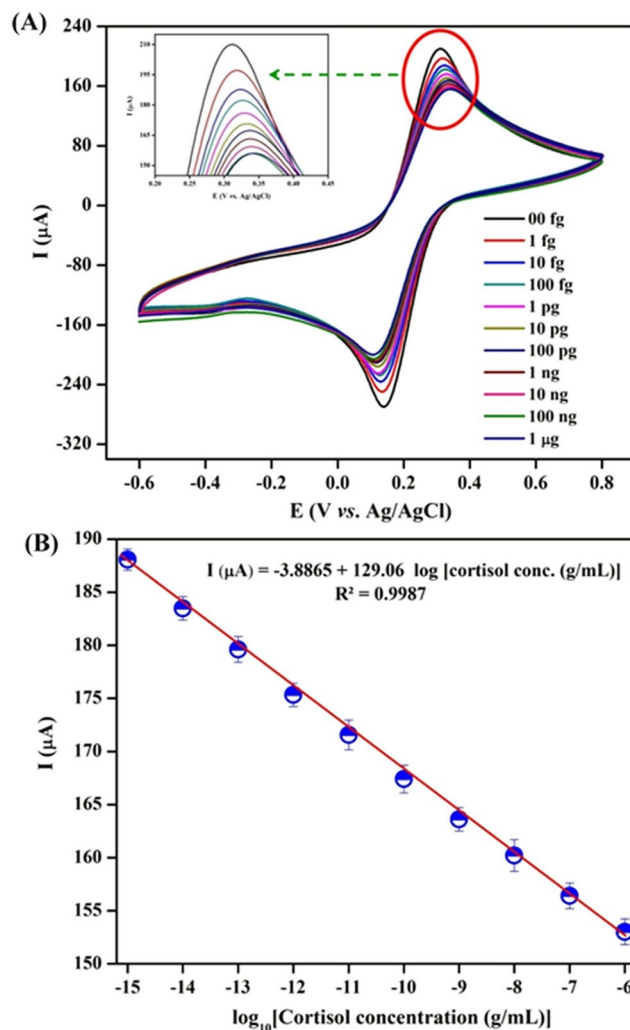 (A)
240
160
80
0
-80
-160
-240
-320
I (µA)
210
195
180
165
150
I (µA)
0.20 0.25 0.30 0.35 0.40 0.45
E (V vs. Ag/AgCl)
00 fg
1 fg
10 fg
100 fg
1 pg
10 pg
100 pg
1 ng
10 ng
100 ng
1 µg
-0.6 -0.4 -0.2 0.0 0.2 0.4 0.6 0.8
E (V vs. Ag/AgCl)
(B)
I (µA) = -3.8865 + 129.06 log [cortisol conc. (g/mL)]
R² = 0.9987
190
185
180
175
170
165
160
155
150
I (µA)
-15 -14 -13 -12 -11 -10 -9 -8 -7 -6
log₁₀[Cortisol concentration (g/mL)]